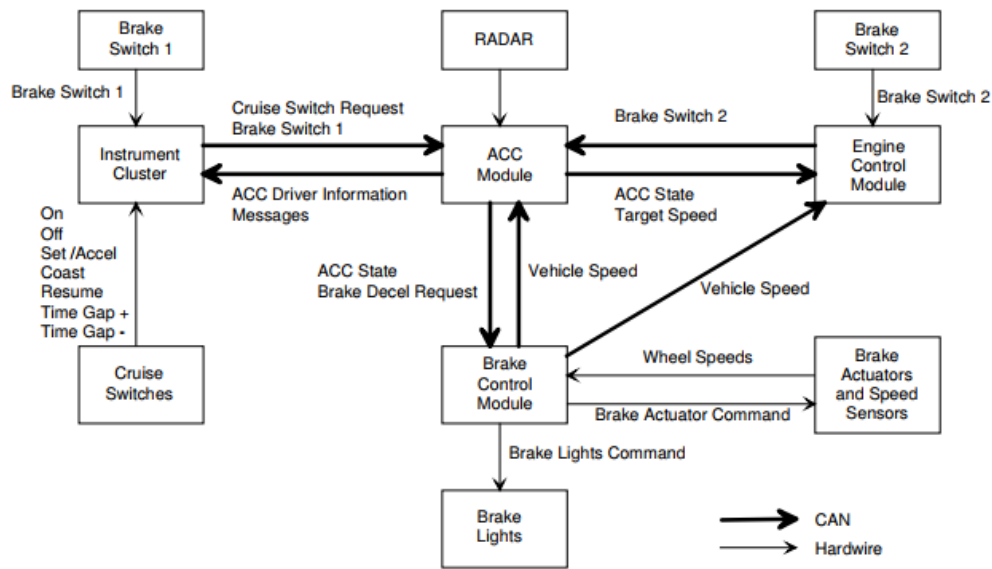 Brake
Switch 1
RADAR
Brake
Switch 2
Brake Switch 1
Brake Switch 2
Cruise Switch Request
Brake Switch 1
Brake Switch 2
Instrument
Cluster
ACC
Module
Engine
Control
Module
ACC Driver Information
Messages
ACC State
Target Speed
On
Off
Set /Accel
Coast
Resume
Time Gap +
Time Gap -
ACC State
Brake Decel Request
Vehicle Speed
Vehicle Speed
Cruise
Switches
Brake
Control
Module
Wheel Speeds
Brake Actuator Command
Brake
Actuators
and Speed
Sensors
Brake Lights Command
Brake
Lights
CAN
Hardwire